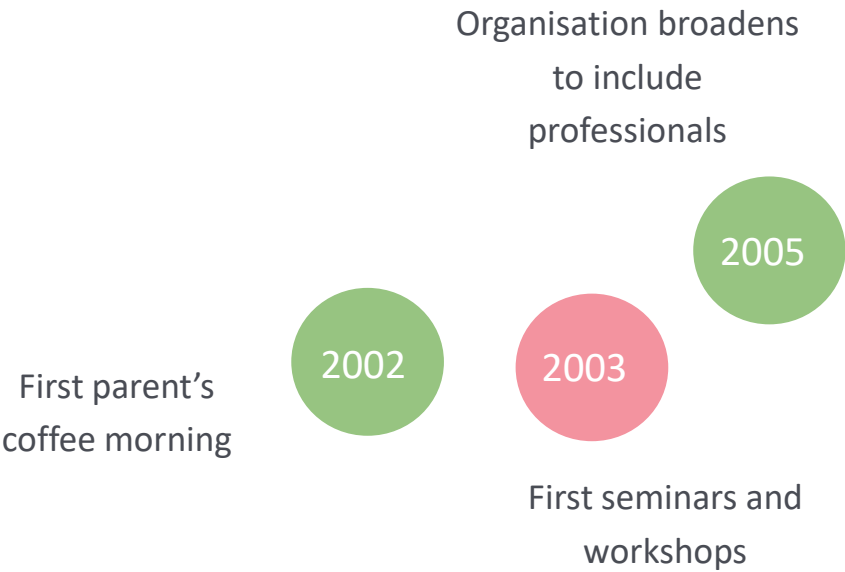 Organisation broadens
to include
professionals
2005
2002
2003
First parent’s
coffee morning
First seminars and
workshops